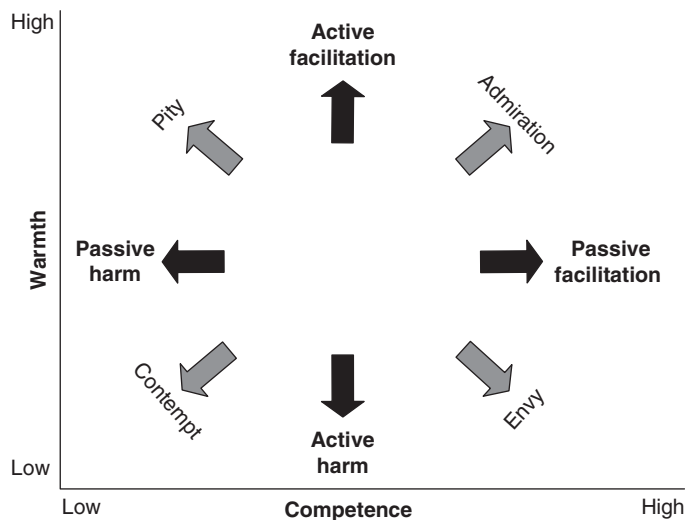 High
Active
facilitation
Pity
Admiration
Warmth
Passive
harm
Passive
facilitation
Contempt
Envy
Active
harm
Low
Low
Competence
High